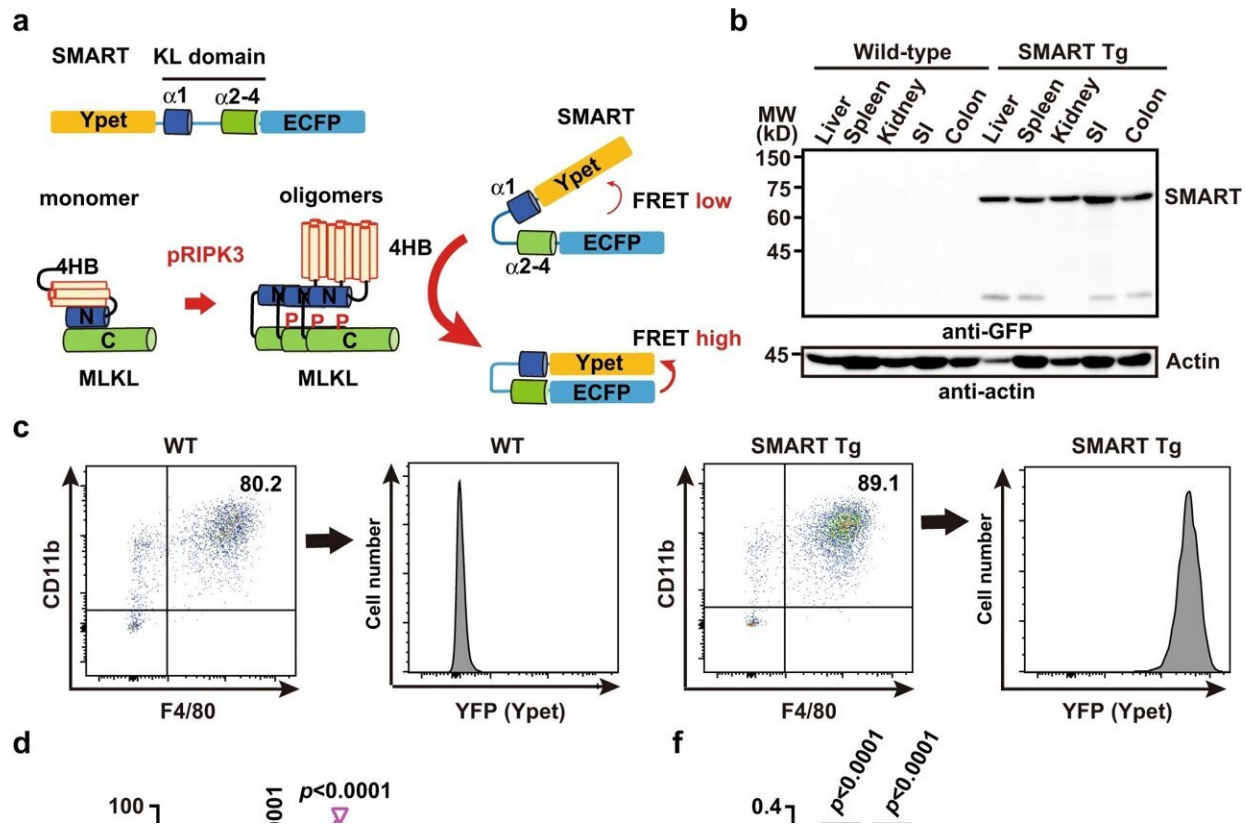 a
SMART KL domain
α1 α2-4
Ypet ECFP
monomer oligomers
4HB pRIPK3 4HB
N N N N
P P P
C C
MLKL MLKL
SMART
α1 Ypet
FRET low
ECFP
α2-4
FRET high
Ypet
ECFP
b
Wild-type SMART Tg
MW
(kD)
Liver Spleen Kidney SI Colon Liver Spleen Kidney SI Colon
150
75
60
45
SMART
anti-GFP
45 Actin
anti-actin
c
WT WT SMART Tg SMART Tg
80.2 89.1
CD11b Cell number CD11b Cell number
F4/80 YFP (Ypet) F4/80 YFP (Ypet)
d f
p<0.0001 p<0.0001 p<0.0001
100 0.4